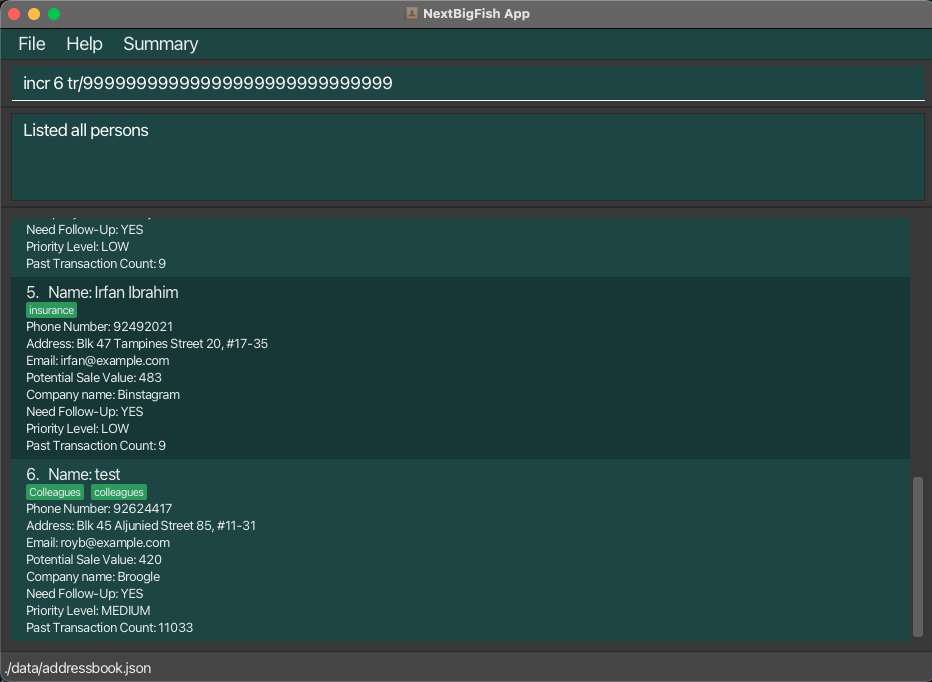 NextBigFish App
File Help Summary
incr 6 tr/99999999999999999999999999999
Listed all persons
Need Follow-Up: YES
Priority Level: LOW
Past Transaction Count: 9
5. Name: Irfan Ibrahim
insurance
Phone Number: 92492021
Address: Blk 47 Tampines Street 20, #17-35
Email: irfan@example.com
Potential Sale Value: 483
Company name: Binstagram
Need Follow-Up: YES
Priority Level: LOW
Past Transaction Count: 9
6. Name: test
Colleagues colleagues
Phone Number: 92624417
Address: Blk 45 Aljunied Street 85, #11-31
Email: royb@example.com
Potential Sale Value: 420
Company name: Broogle
Need Follow-Up: YES
Priority Level: MEDIUM
Past Transaction Count: 11033
./data/addressbook.json